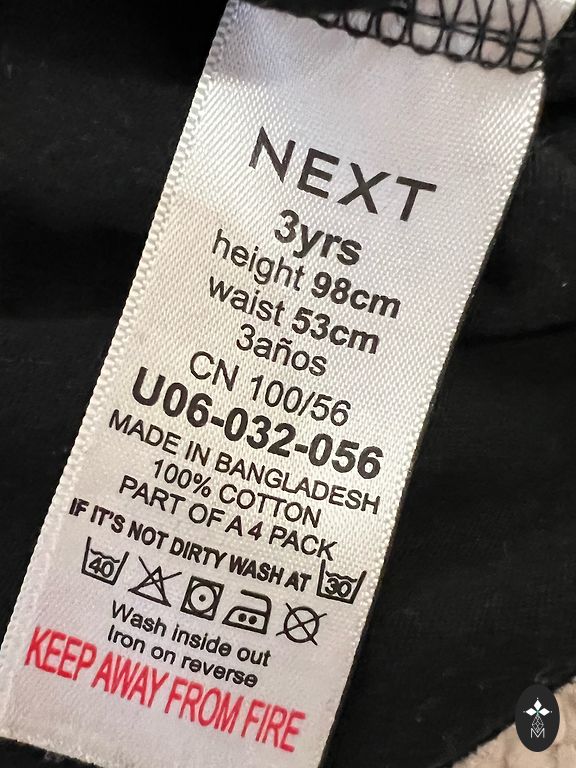 NEXT
3yrs
height 98cm
waist 53cm
3años
CN 100/56
U06-032-056
MADE IN BANGLADESH
100% COTTON
PART OF A 4 PACK
IF IT'S NOT DIRTY WASH AT 30
40
Wash inside out
Iron on reverse
KEEP AWAY FROM FIRE
M